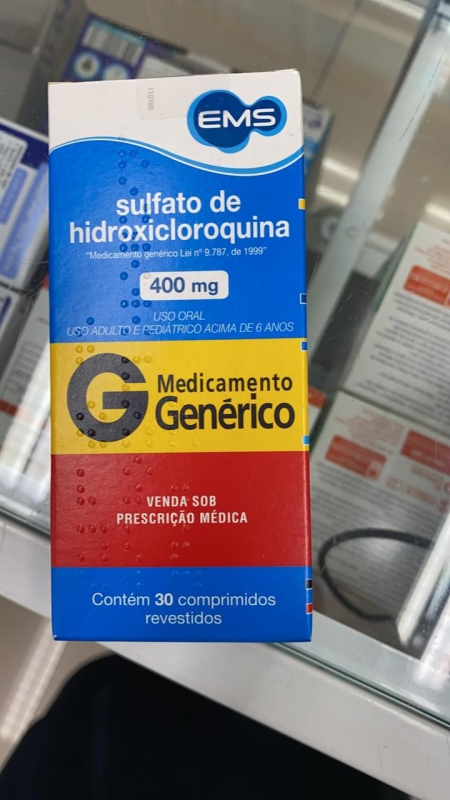 110185
EMS
sulfato de
hidroxicloroquina
"Medicamento genérico Lei nº 9.787, de 1999"
400 mg
USO ORAL
USO ADULTO E PEDIÁTRICO ACIMA DE 6 ANOS
G Medicamento
Genérico
VENDA SOB
PRESCRIÇÃO MÉDICA
Contém 30 comprimidos
revestidos